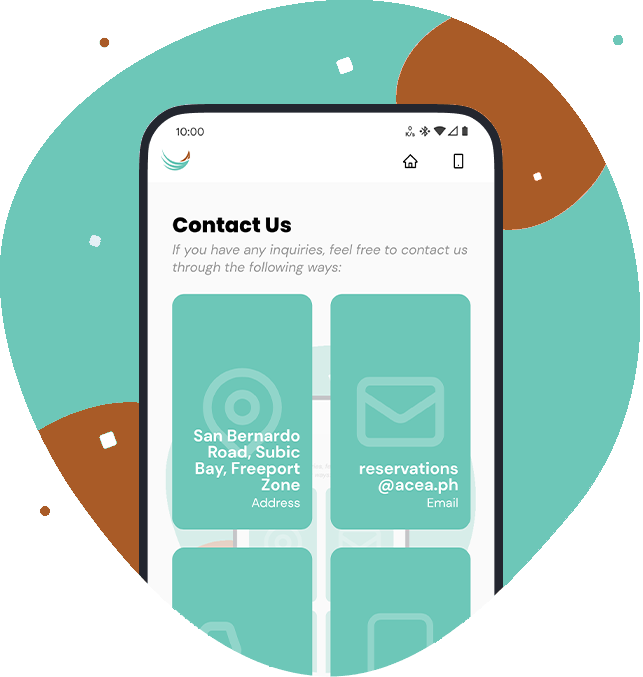 10:00
K/s
Contact Us
If you have any inquiries, feel free to contact us
through the following ways:
San Bernardo
Road, Subic
Bay, Freeport
Zone
Address
reservations
@acea.ph
Email